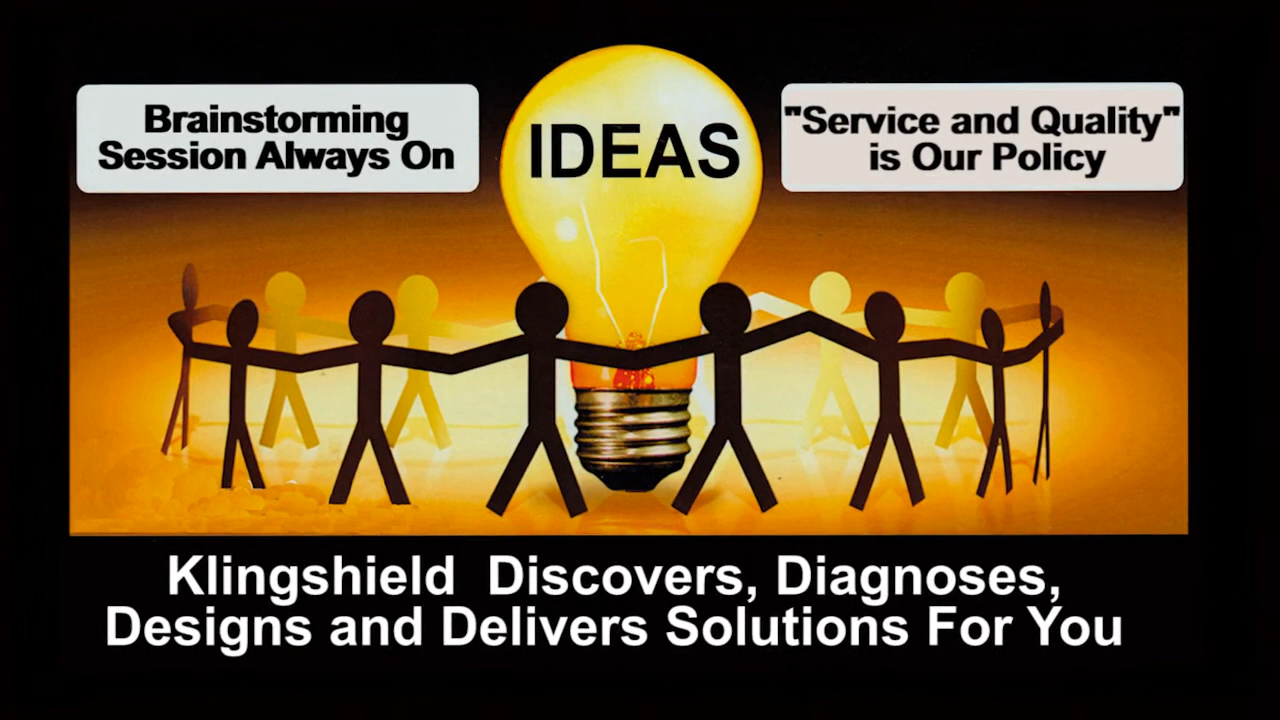 Brainstorming
Session Always On
IDEAS
"Service and Quality"
is Our Policy
Klingshield  Discovers, Diagnoses,
Designs and Delivers Solutions For You